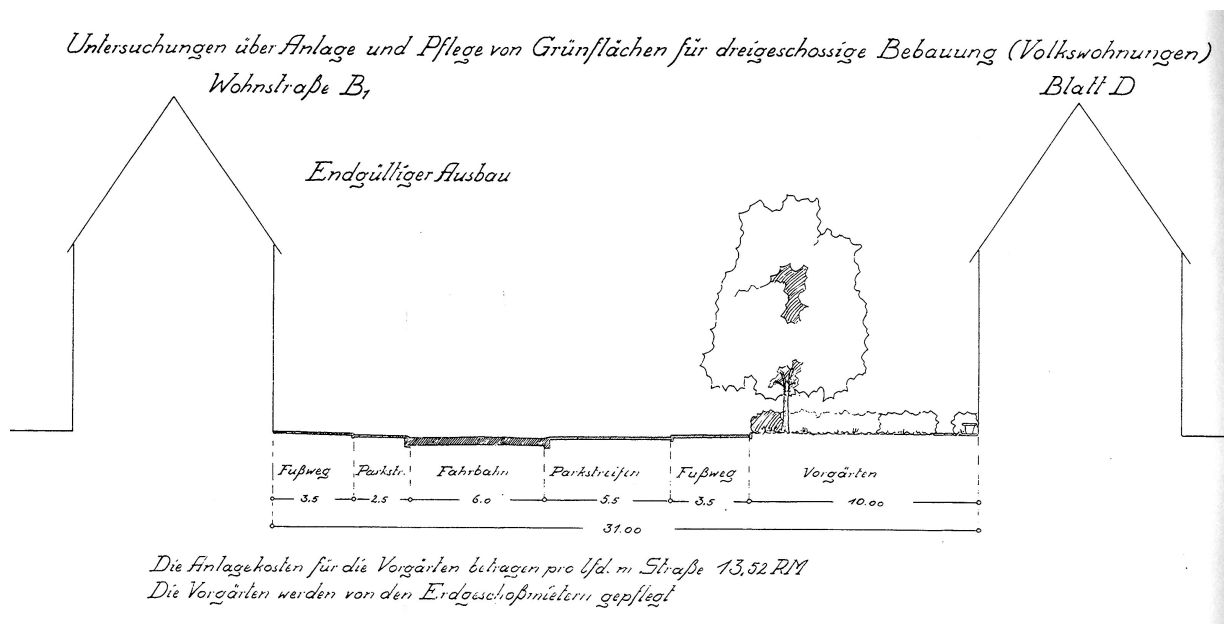 Untersuchungen über Anlage und Pflege von Grünflächen für dreigeschossige Bebauung (Volkswohnungen)
Wohnstraße B₁ Blatt D
Endgültiger Ausbau
Fußweg Parkstr. Fahrbahn Parkstreifen Fußweg Vorgärten
3.5 2.5 6.0 5.5 3.5 10.00
31.00
Die Anlagekosten für die Vorgärten betragen pro lfd. m Straße 13,52 RM
Die Vorgärten werden von den Erdgeschoßmietern gepflegt